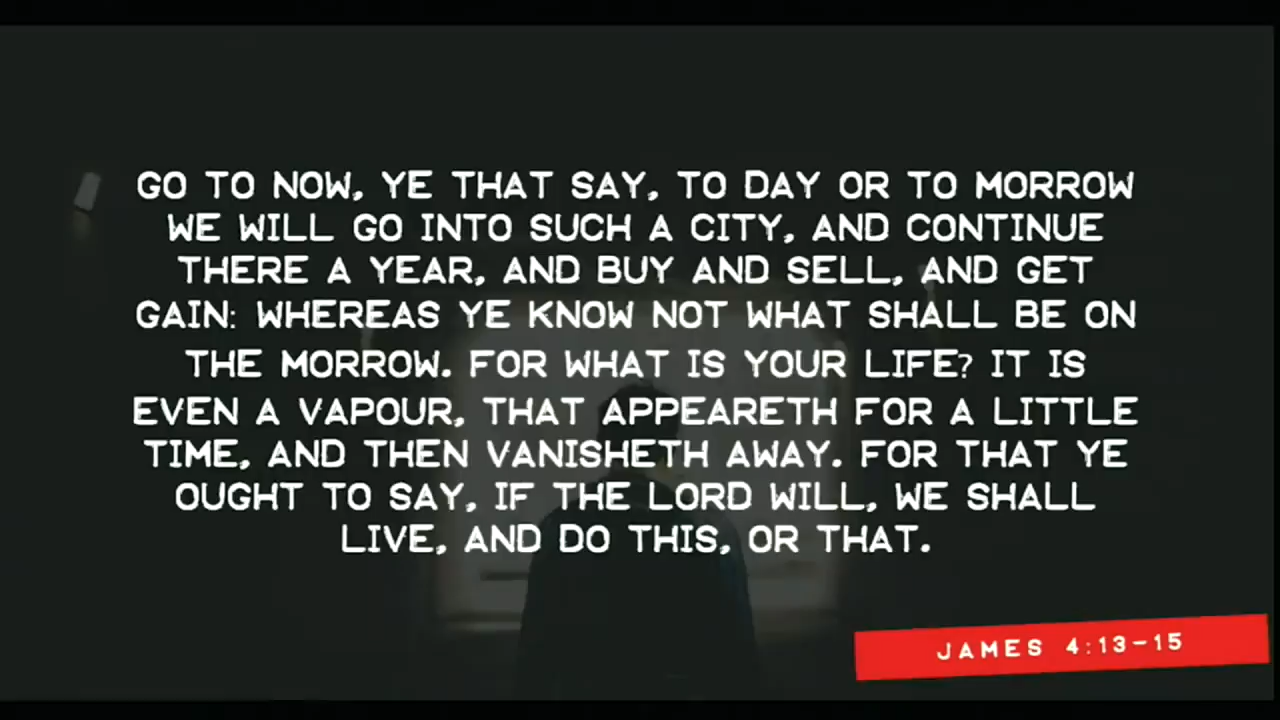 GO TO NOW, YE THAT SAY, TO DAY OR TO MORROW
WE WILL GO INTO SUCH A CITY, AND CONTINUE
THERE A YEAR, AND BUY AND SELL, AND GET
GAIN: WHEREAS YE KNOW NOT WHAT SHALL BE ON
THE MORROW. FOR WHAT IS YOUR LIFE? IT IS
EVEN A VAPOUR, THAT APPEARETH FOR A LITTLE
TIME, AND THEN VANISHETH AWAY. FOR THAT YE
OUGHT TO SAY, IF THE LORD WILL, WE SHALL
LIVE, AND DO THIS, OR THAT.
JAMES 4:13-15